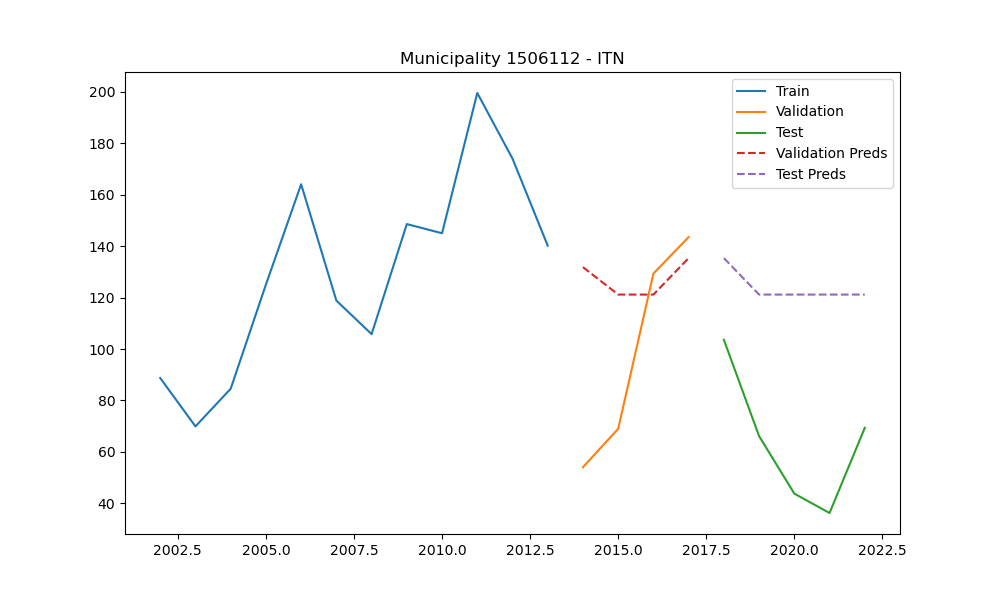 Municipality 1506112 - ITN
200
180
160
140
120
100
80
60
40
2002.5 2005.0 2007.5 2010.0 2012.5 2015.0 2017.5 2020.0 2022.5
Train
Validation
Test
Validation Preds
Test Preds